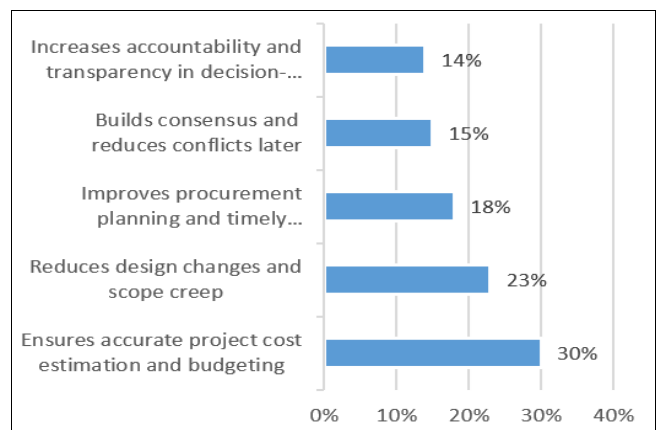 Increases accountability and
transparency in decision-...
14%
Builds consensus and
reduces conflicts later
15%
Improves procurement
planning and timely...
18%
Reduces design changes and
scope creep
23%
Ensures accurate project cost
estimation and budgeting
30%
0% 10% 20% 30% 40%